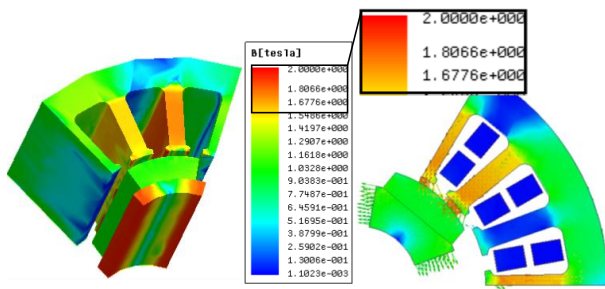 B[tesla]
2.0000e+000
1.8066e+000
1.6776e+000
1.5486e+000
1.4197e+000
1.2907e+000
1.1618e+000
1.0328e+000
9.0383e-001
7.7487e-001
6.4591e-001
5.1695e-001
3.8799e-001
2.5902e-001
1.3006e-001
1.1023e-003
2.0000e+000
1.8066e+000
1.6776e+000